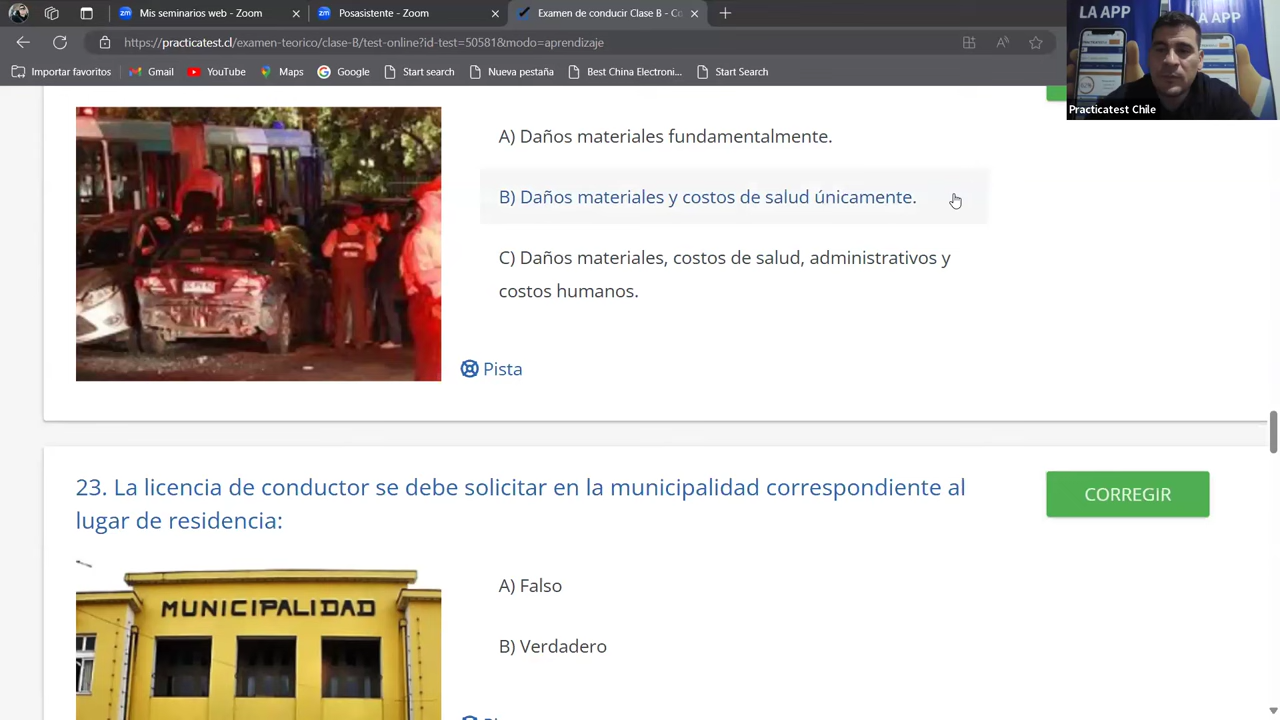 Mis seminarios web - Zoom
Posasistente - Zoom
Examen de conducir Clase B - Co
https://practicatest.cl/examen-teorico/clase-B/test-online?id-test=50581&modo=aprendizaje
Importar favoritos
Gmail
YouTube
Maps
Google
Start search
Nueva pestaña
Best China Electroni...
Start Search
LA APP
LA APP
Practicatest Chile
A) Daños materiales fundamentalmente.
B) Daños materiales y costos de salud únicamente.
C) Daños materiales, costos de salud, administrativos y
costos humanos.
Pista
23. La licencia de conductor se debe solicitar en la municipalidad correspondiente al
lugar de residencia:
CORREGIR
MUNICIPALIDAD
A) Falso
B) Verdadero